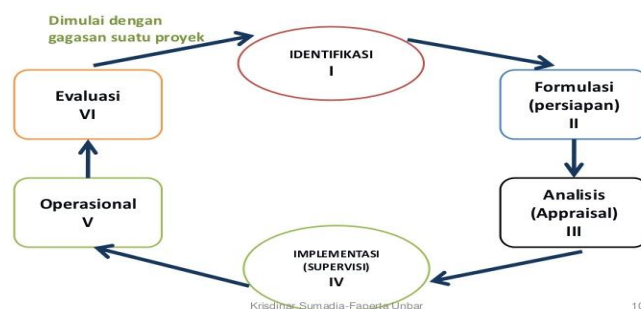 Dimulai dengan
gagasan suatu proyek
IDENTIFIKASI
I
Formulasi
(persiapan)
II
Analisis
(Appraisal)
III
IMPLEMENTASI
(SUPERVISI)
IV
Operasional
V
Evaluasi
VI
Krisdinar Sumadja-Faperta Unbar
10